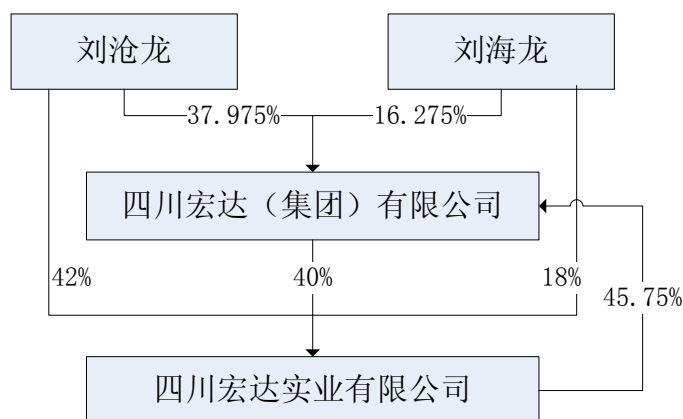 刘沧龙
刘海龙
37.975%
16.275%
四川宏达（集团）有限公司
42%
40%
18%
45.75%
四川宏达实业有限公司